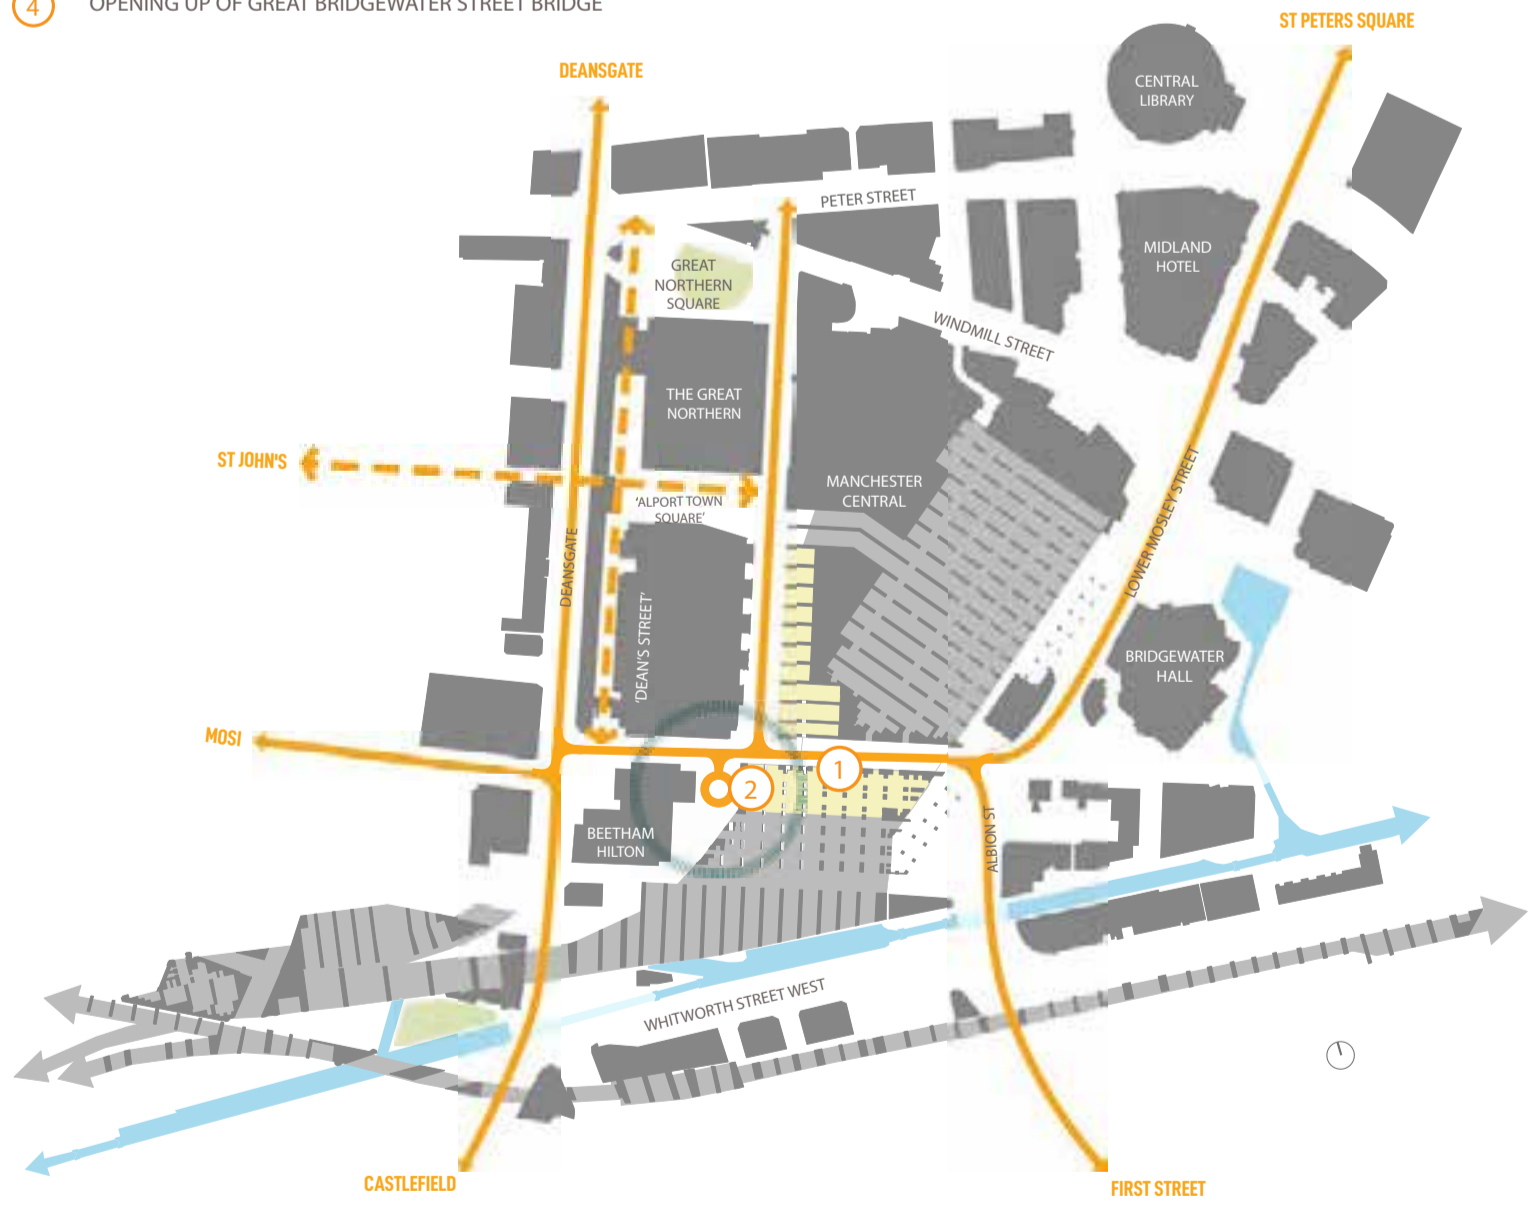 4 OPENING UP OF GREAT BRIDGEWATER STREET BRIDGE
ST PETERS SQUARE
DEANSGATE
CENTRAL
LIBRARY
PETER STREET
MIDLAND
HOTEL
GREAT
NORTHERN
SQUARE
WINDMILL STREET
THE GREAT
NORTHERN
ST JOHN'S
MANCHESTER
CENTRAL
'ALPORT TOWN
SQUARE'
LOWER MOSLEY STREET
DEANSGATE
'DEAN'S STREET'
BRIDGEWATER
HALL
MOSI
1
2
BEETHAM
HILTON
ALBION ST
WHITWORTH STREET WEST
CASTLEFIELD
FIRST STREET